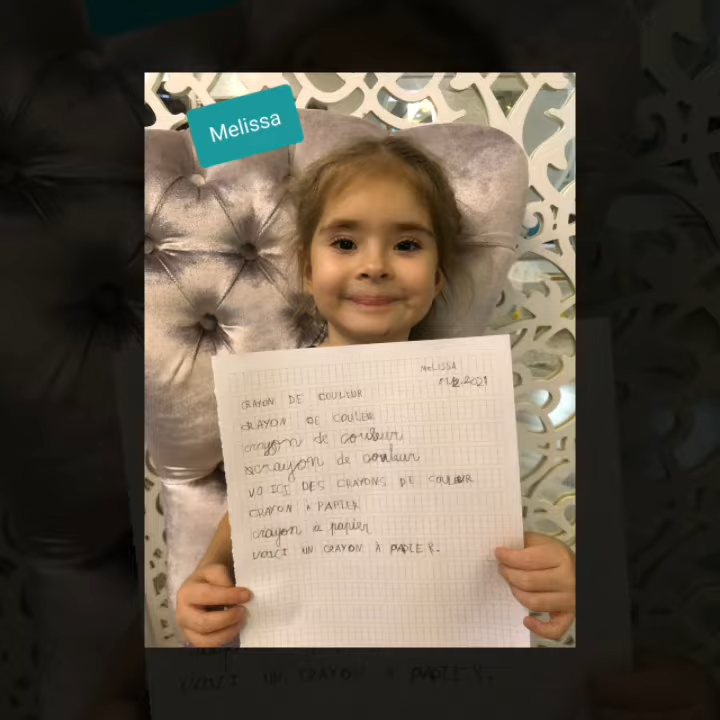 Melissa
MeLISSA
CRAYON DE COULEUR
CRAYON DE COULEUR
crayon de couleur
crayon de couleur
VOICI DES CRAYONS DE COULEUR
CRAYON A PAPIER
crayon a papier
VOICI UN CRAYON A PAPIER.